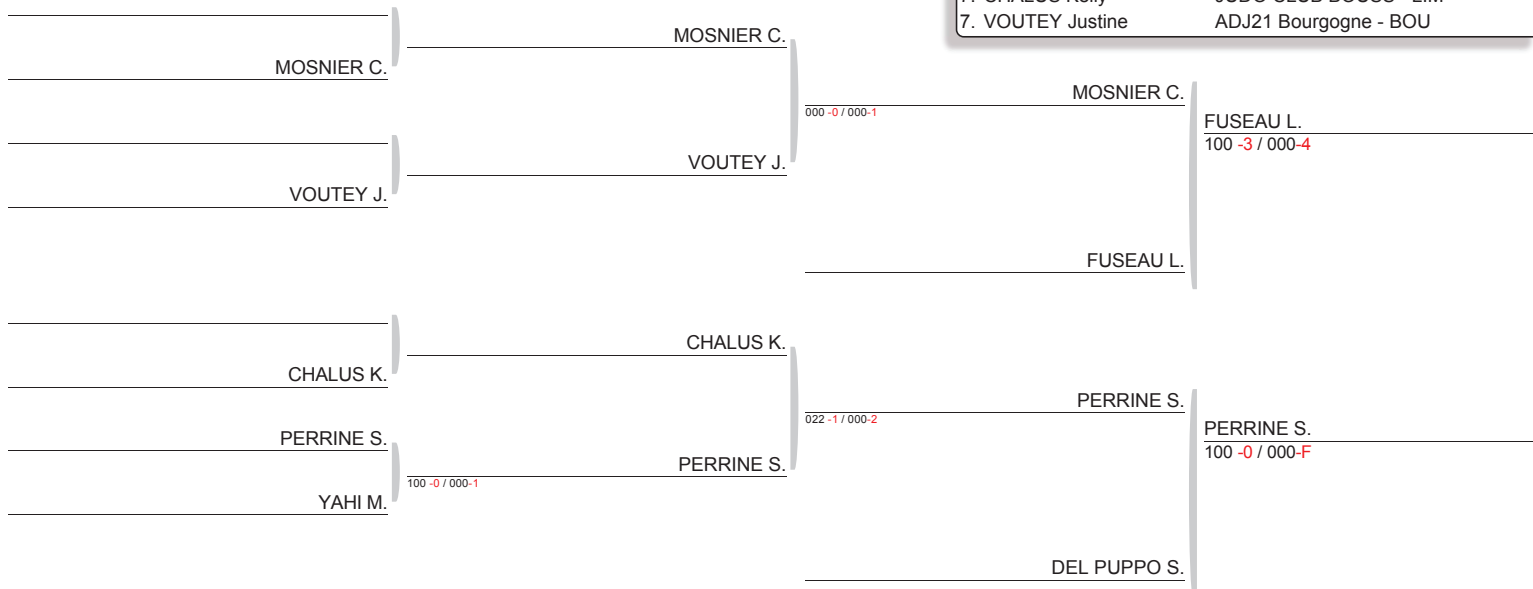 7. VOUTEY Justine ADJ21 Bourgogne - BOU
MOSNIER C.
MOSNIER C.
MOSNIER C.
000 -0 / 000-1
FUSEAU L.
100 -3 / 000-4
VOUTEY J.
VOUTEY J.
FUSEAU L.
CHALUS K.
CHALUS K.
PERRINE S.
022 -1 / 000-2
PERRINE S.
100 -0 / 000-F
PERRINE S.
PERRINE S.
100 -0 / 000-1
YAHI M.
DEL PUPPO S.